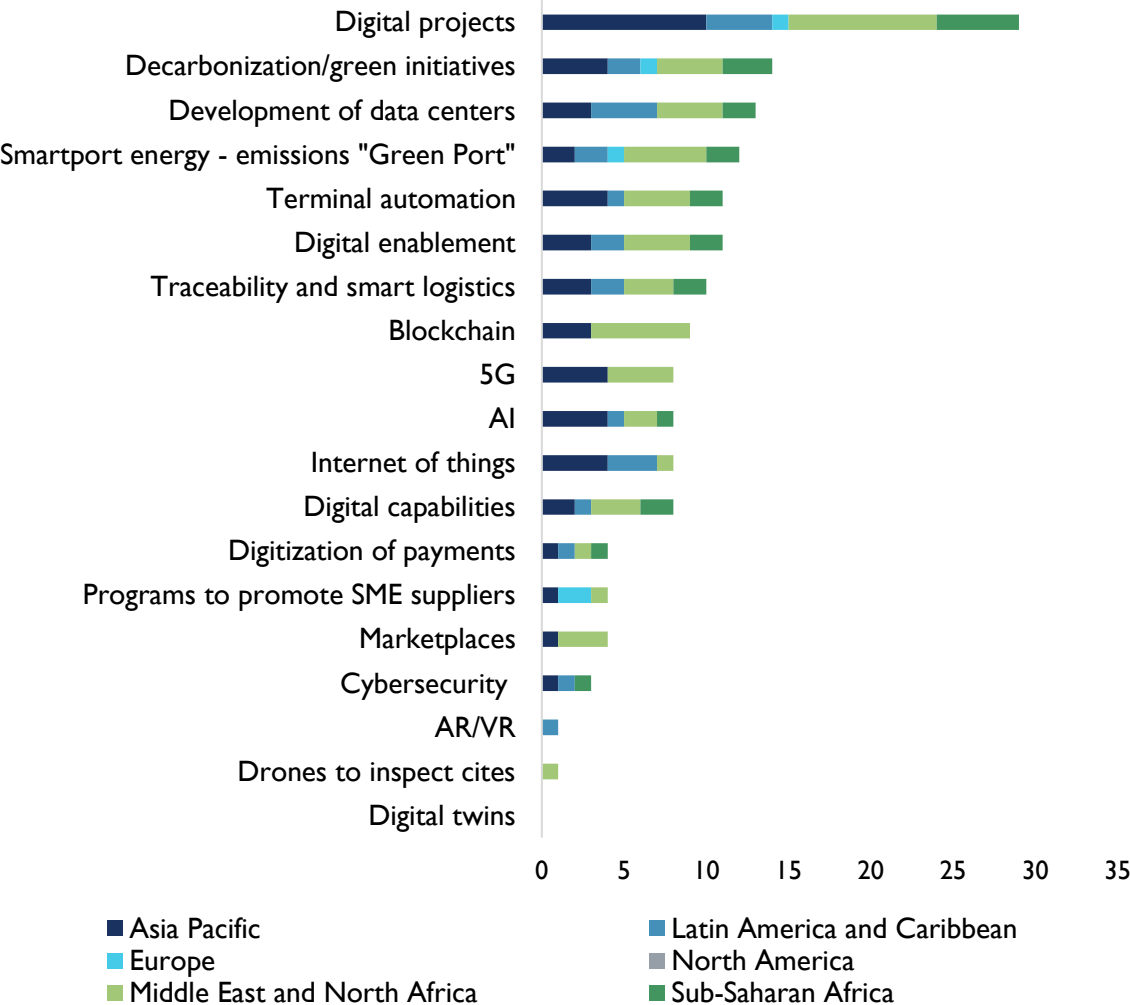 Digital projects
Decarbonization/green initiatives
Development of data centers
Smartport energy - emissions "Green Port"
Terminal automation
Digital enablement
Traceability and smart logistics
Blockchain
5G
AI
Internet of things
Digital capabilities
Digitization of payments
Programs to promote SME suppliers
Marketplaces
Cybersecurity
AR/VR
Drones to inspect cites
Digital twins
0 5 10 15 20 25 30 35
Asia Pacific Latin America and Caribbean
Europe North America
Middle East and North Africa Sub-Saharan Africa